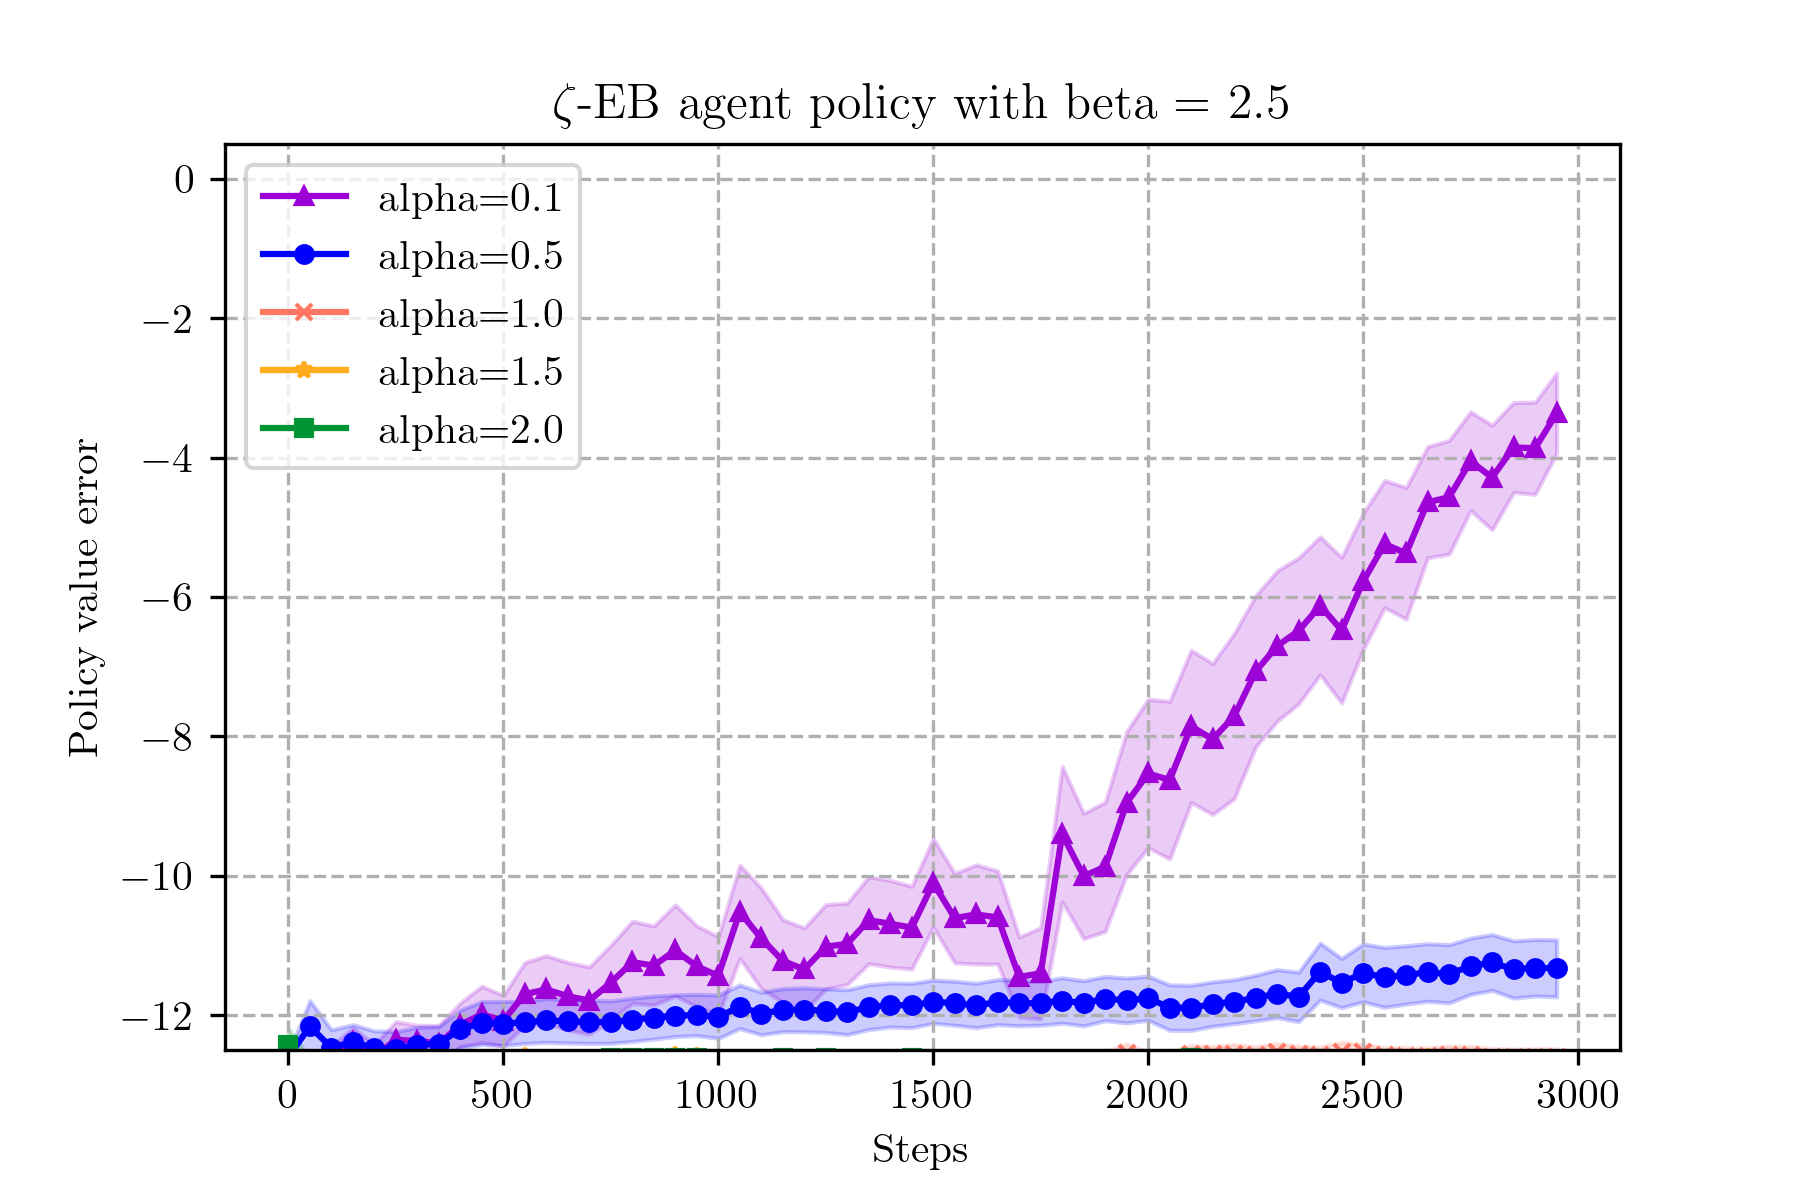 ζ-EB agent policy with beta = 2.5
0
−2
−4
−6
−8
−10
−12
Policy value error
alpha=0.1
alpha=0.5
alpha=1.0
alpha=1.5
alpha=2.0
0 500 1000 1500 2000 2500 3000
Steps